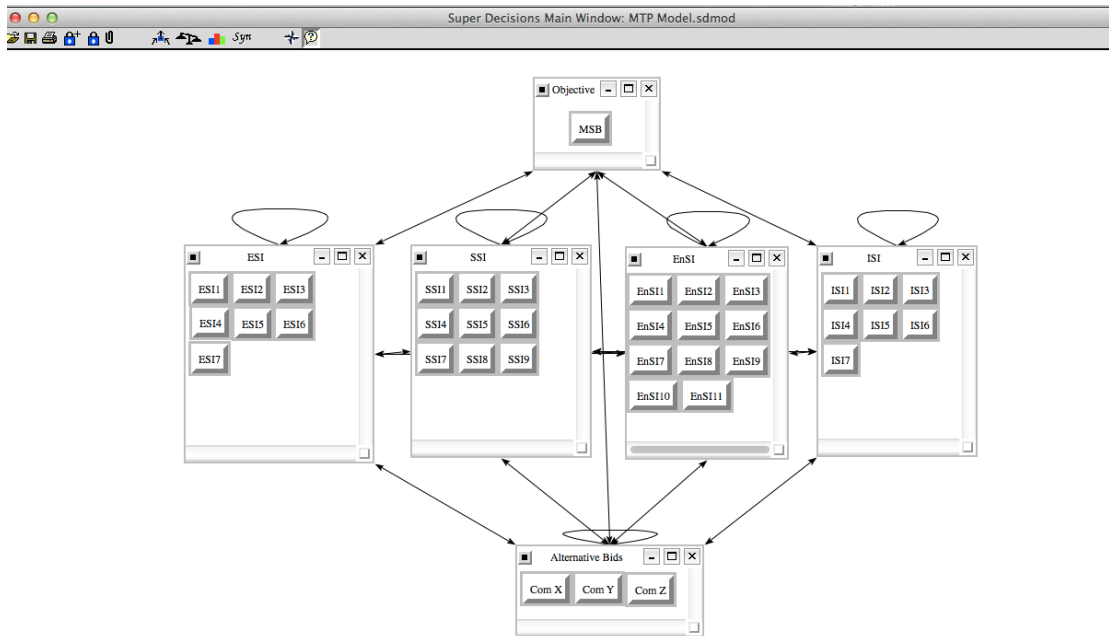 Super Decisions Main Window: MTP Model.sdmod
Syn
Objective
MSB
ESI
ESI1 ESI2 ESI3
ESI4 ESI5 ESI6
ESI7
SSI
SSI1 SSI2 SSI3
SSI4 SSI5 SSI6
SSI7 SSI8 SSI9
EnSI
EnSI1 EnSI2 EnSI3
EnSI4 EnSI5 EnSI6
EnSI7 EnSI8 EnSI9
EnSI10 EnSI11
ISI
ISI1 ISI2 ISI3
ISI4 ISI5 ISI6
ISI7
Alternative Bids
Com X Com Y Com Z